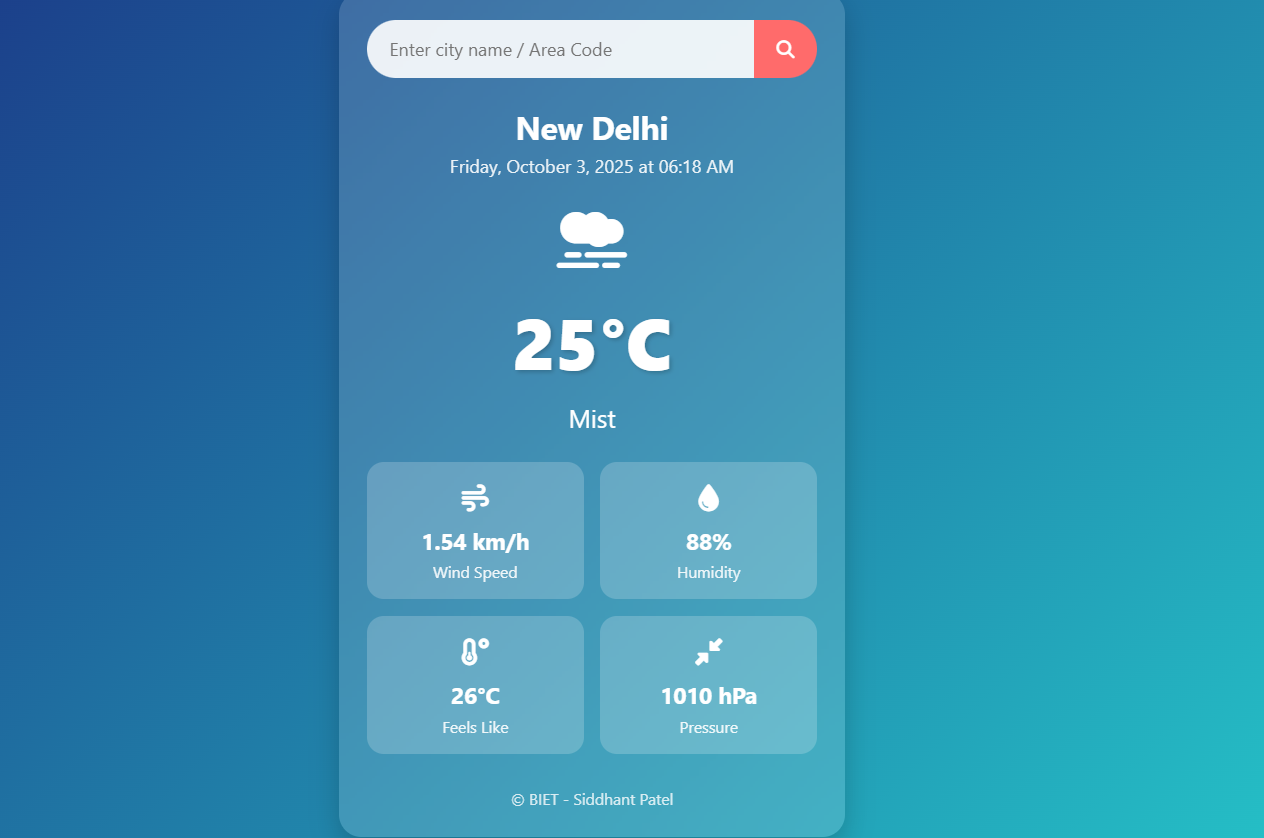 Enter city name / Area Code
New Delhi
Friday, October 3, 2025 at 06:18 AM
25°C
Mist
1.54 km/h
Wind Speed
88%
Humidity
26°C
Feels Like
1010 hPa
Pressure
© BIET - Siddhant Patel